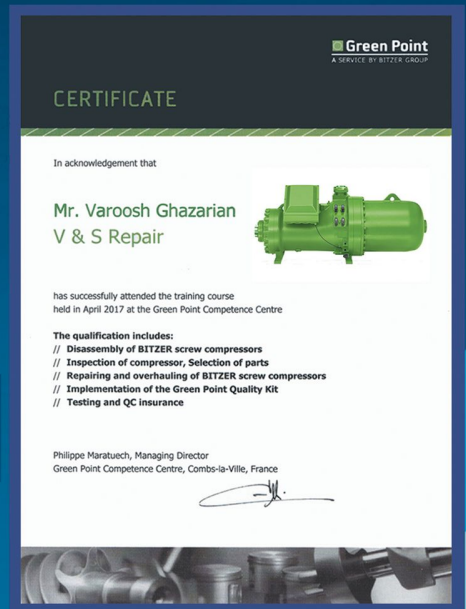 Green Point
A SERVICE BY BITZER GROUP
CERTIFICATE
In acknowledgement that
Mr. Varoosh Ghazarian
V & S Repair
has successfully attended the training course
held in April 2017 at the Green Point Competence Centre
The qualification includes:
// Disassembly of BITZER screw compressors
// Inspection of compressor, Selection of parts
// Repairing and overhauling of BITZER screw compressors
// Implementation of the Green Point Quality Kit
// Testing and QC insurance
Philippe Maratuech, Managing Director
Green Point Competence Centre, Combs-la-Ville, France